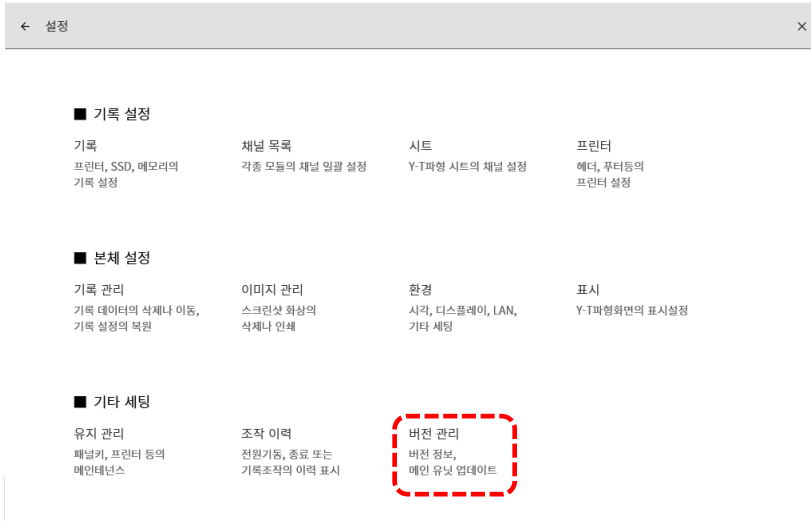 ← 설정 ×
■ 기록 설정
기록
프린터, SSD, 메모리의
기록 설정
채널 목록
각종 모듈의 채널 일괄 설정
시트
Y-T파형 시트의 채널 설정
프린터
헤더, 푸터등의
프린터 설정
■ 본체 설정
기록 관리
기록 데이터의 삭제나 이동,
기록 설정의 복원
이미지 관리
스크린샷 화상의
삭제나 인쇄
환경
시각, 디스플레이, LAN,
기타 세팅
표시
Y-T파형화면의 표시설정
■ 기타 세팅
유지 관리
패널키, 프린터 등의
메인테넌스
조작 이력
전원기동, 종료 또는
기록조작의 이력 표시
버전 관리
버전 정보,
메인 유닛 업데이트